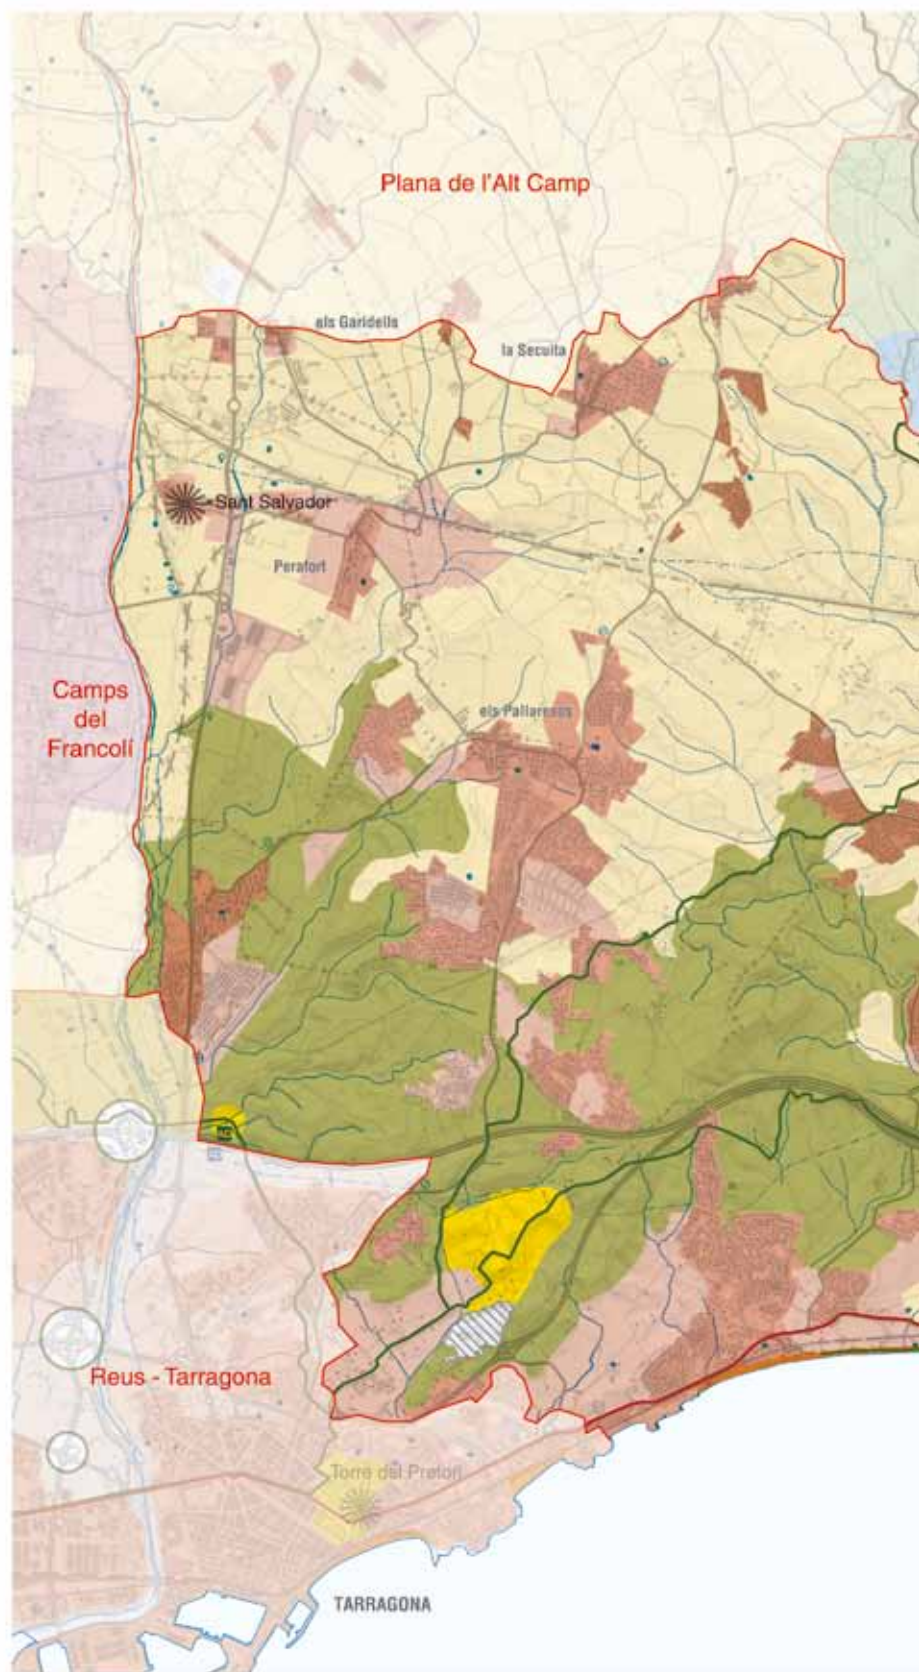 Plana de l'Alt Camp
els Garidells
la Secuita
Sant Salvador
Perafort
Camps
del
Francolí
els Pallaresos
Reus - Tarragona
Torre del Pretori
TARRAGONA